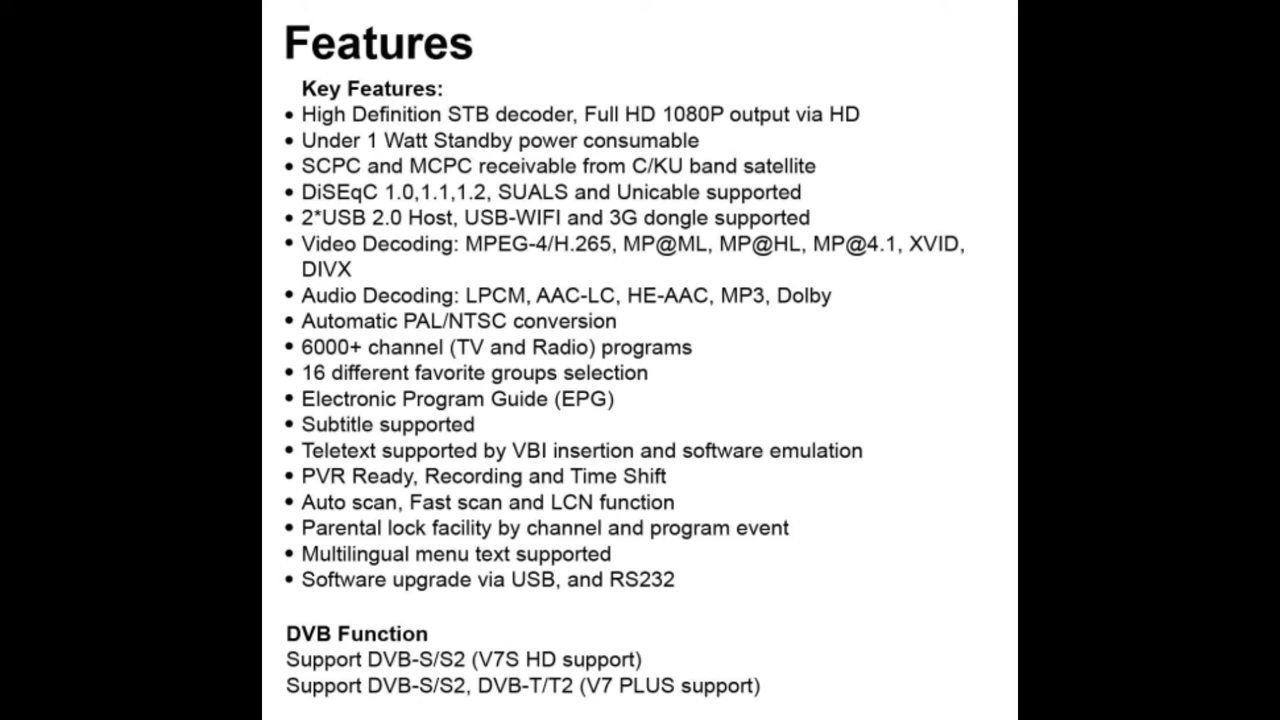 Features
Key Features:
• High Definition STB decoder, Full HD 1080P output via HD
• Under 1 Watt Standby power consumable
• SCPC and MCPC receivable from C/KU band satellite
• DiSEqC 1.0,1.1,1.2, SUALS and Unicable supported
• 2*USB 2.0 Host, USB-WIFI and 3G dongle supported
• Video Decoding: MPEG-4/H.265, MP@ML, MP@HL, MP@4.1, XVID,
DIVX
• Audio Decoding: LPCM, AAC-LC, HE-AAC, MP3, Dolby
• Automatic PAL/NTSC conversion
• 6000+ channel (TV and Radio) programs
• 16 different favorite groups selection
• Electronic Program Guide (EPG)
• Subtitle supported
• Teletext supported by VBI insertion and software emulation
• PVR Ready, Recording and Time Shift
• Auto scan, Fast scan and LCN function
• Parental lock facility by channel and program event
• Multilingual menu text supported
• Software upgrade via USB, and RS232
DVB Function
Support DVB-S/S2 (V7S HD support)
Support DVB-S/S2, DVB-T/T2 (V7 PLUS support)